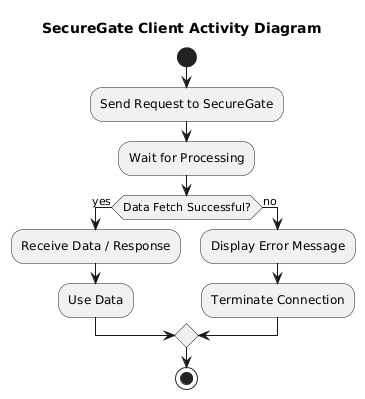 SecureGate Client Activity Diagram
Send Request to SecureGate
Wait for Processing
yes
Data Fetch Successful?
no
Receive Data / Response
Display Error Message
Use Data
Terminate Connection